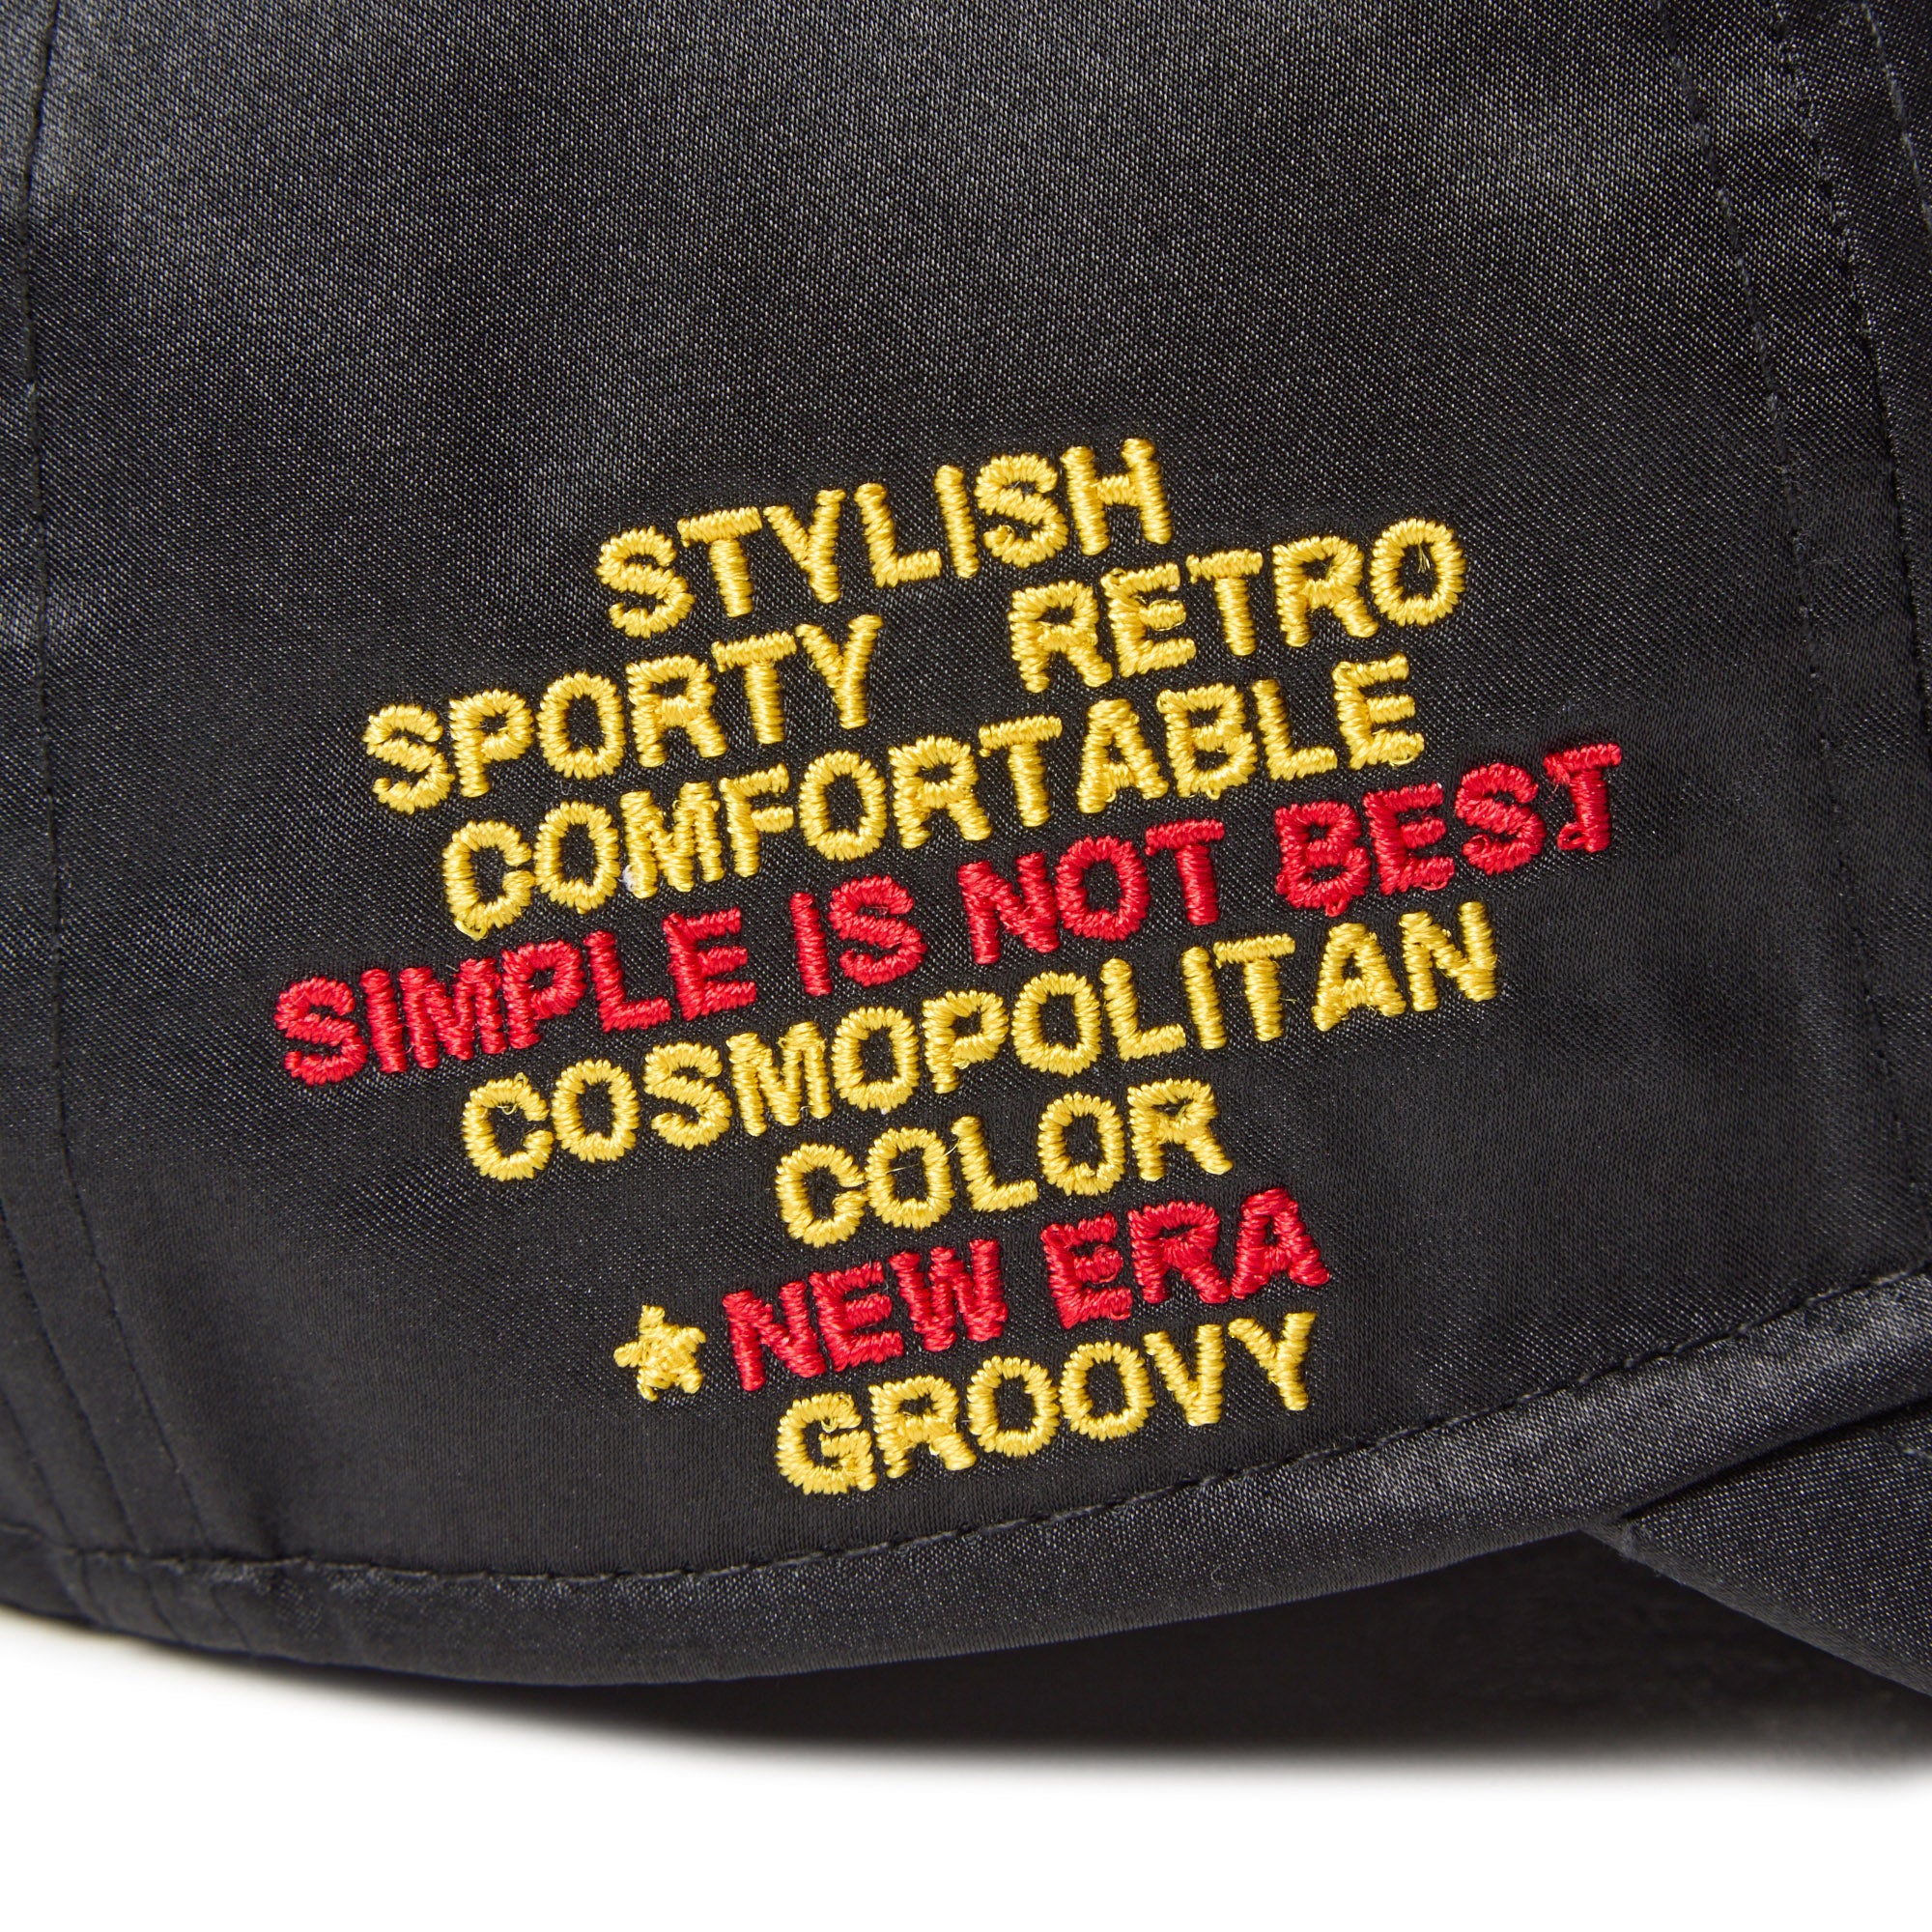 STYLISH
SPORTY RETRO
COMFORTABLE
SIMPLE IS NOT BEST
COSMOPOLITAN
COLOR
★NEW ERA
GROOVY